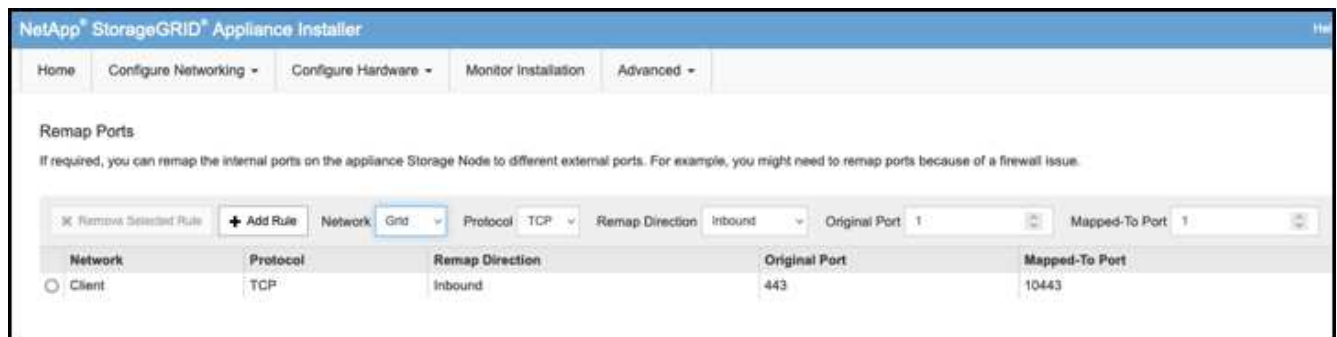 NetApp® StorageGRID® Appliance Installer
Home Configure Networking Configure Hardware Monitor Installation Advanced
Remap Ports
If required, you can remap the internal ports on the appliance Storage Node to different external ports. For example, you might need to remap ports because of a firewall issue.
Remove Selected Rule Add Rule Network Grid Protocol TCP Remap Direction Inbound Original Port 1 Mapped-To Port 1
Network Protocol Remap Direction Original Port Mapped-To Port
Client TCP Inbound 443 10443